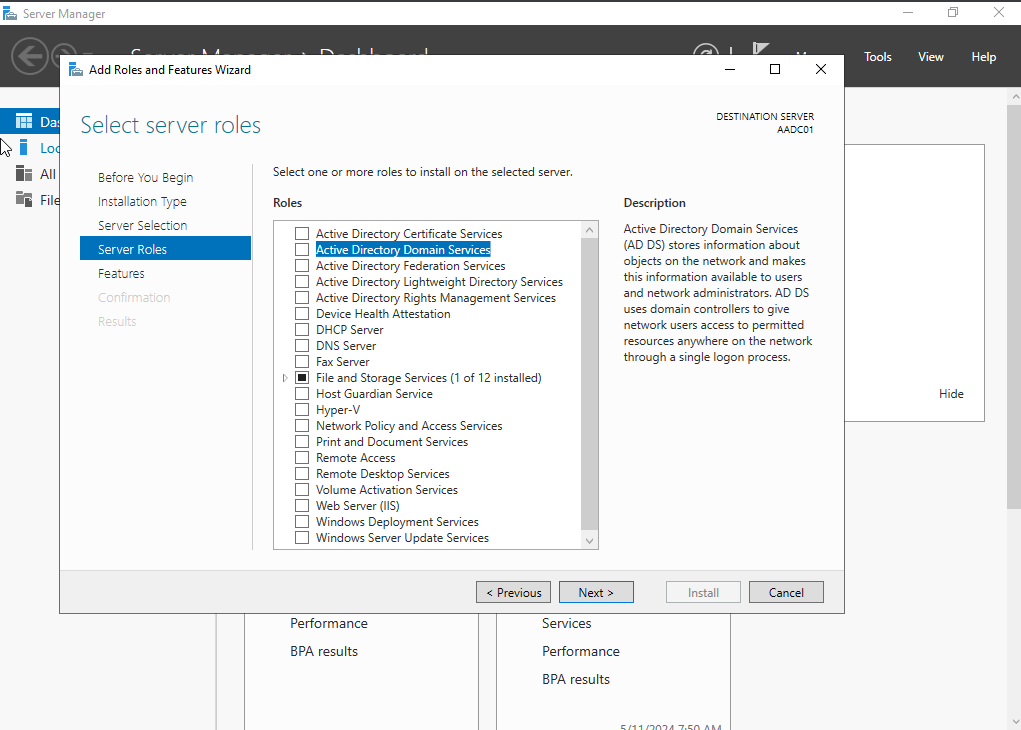 Server Manager
Server Manager › Dashboard
Tools
View
Help
Add Roles and Features Wizard
Select server roles
DESTINATION SERVER
AADC01
Das
Loc
All
File
Before You Begin
Installation Type
Server Selection
Server Roles
Features
Confirmation
Results
Select one or more roles to install on the selected server.
Roles
Active Directory Certificate Services
Active Directory Domain Services
Active Directory Federation Services
Active Directory Lightweight Directory Services
Active Directory Rights Management Services
Device Health Attestation
DHCP Server
DNS Server
Fax Server
File and Storage Services (1 of 12 installed)
Host Guardian Service
Hyper-V
Network Policy and Access Services
Print and Document Services
Remote Access
Remote Desktop Services
Volume Activation Services
Web Server (IIS)
Windows Deployment Services
Windows Server Update Services
Description
Active Directory Domain Services
(AD DS) stores information about
objects on the network and makes
this information available to users
and network administrators. AD DS
uses domain controllers to give
network users access to permitted
resources anywhere on the network
through a single logon process.
Hide
< Previous
Next >
Install
Cancel
Performance
BPA results
Services
Performance
BPA results
5/11/2024 7:50 AM